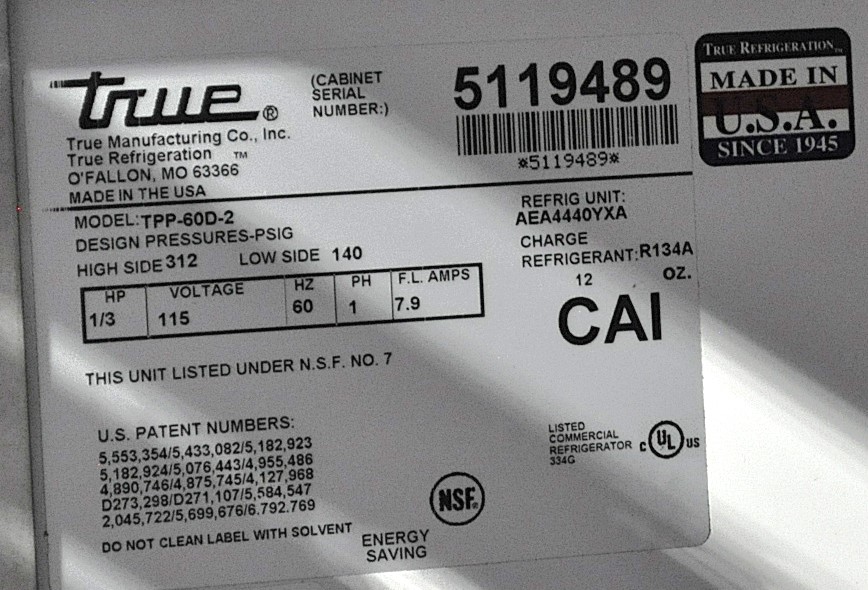 True®
True Manufacturing Co., Inc.
True Refrigeration TM
O'FALLON, MO 63366
MADE IN THE USA
(CABINET
SERIAL
NUMBER:)
5119489
*5119489*
TRUE REFRIGERATION™
MADE IN
U.S.A.
SINCE 1945
MODEL:TPP-60D-2
DESIGN PRESSURES-PSIG
HIGH SIDE 312 LOW SIDE 140
HP VOLTAGE HZ PH F.L. AMPS
1/3 115 60 1 7.9
REFRIG UNIT:
AEA4440YXA
CHARGE
REFRIGERANT:R134A
12 OZ.
CAI
THIS UNIT LISTED UNDER N.S.F. NO. 7
U.S. PATENT NUMBERS:
5,553,354/5,433,082/5,182,923
5,182,924/5,076,443/4,955,486
4,890,746/4,875,745/4,127,968
D273,298/D271,107/5,584,547
2,045,722/5,699,676/6.792.769
DO NOT CLEAN LABEL WITH SOLVENT
ENERGY
SAVING
NSF®
LISTED
COMMERCIAL
REFRIGERATOR
334G
C UL US